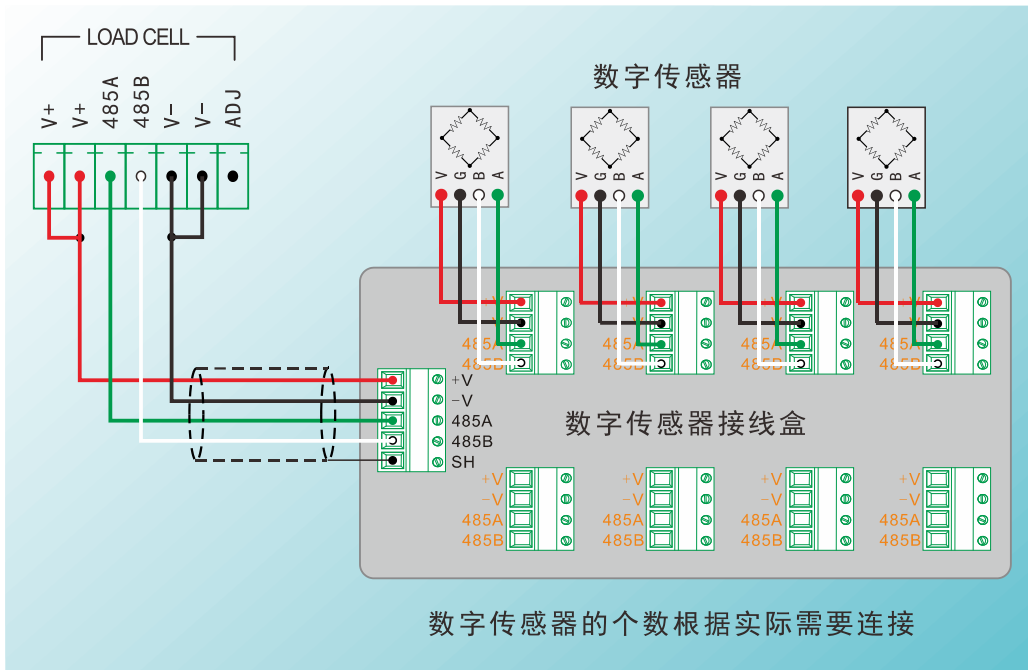 LOAD CELL
V+ V+ 485A 485B V- V- ADJ
数字传感器
V G B A V G B A V G B A V G B A
+V
485A 485A 485A 485A
485B 485B 485B 485B
+V
-V
485A
485B
SH
数字传感器接线盒
+V +V +V +V
-V -V -V -V
485A 485A 485A 485A
485B 485B 485B 485B
数字传感器的个数根据实际需要连接